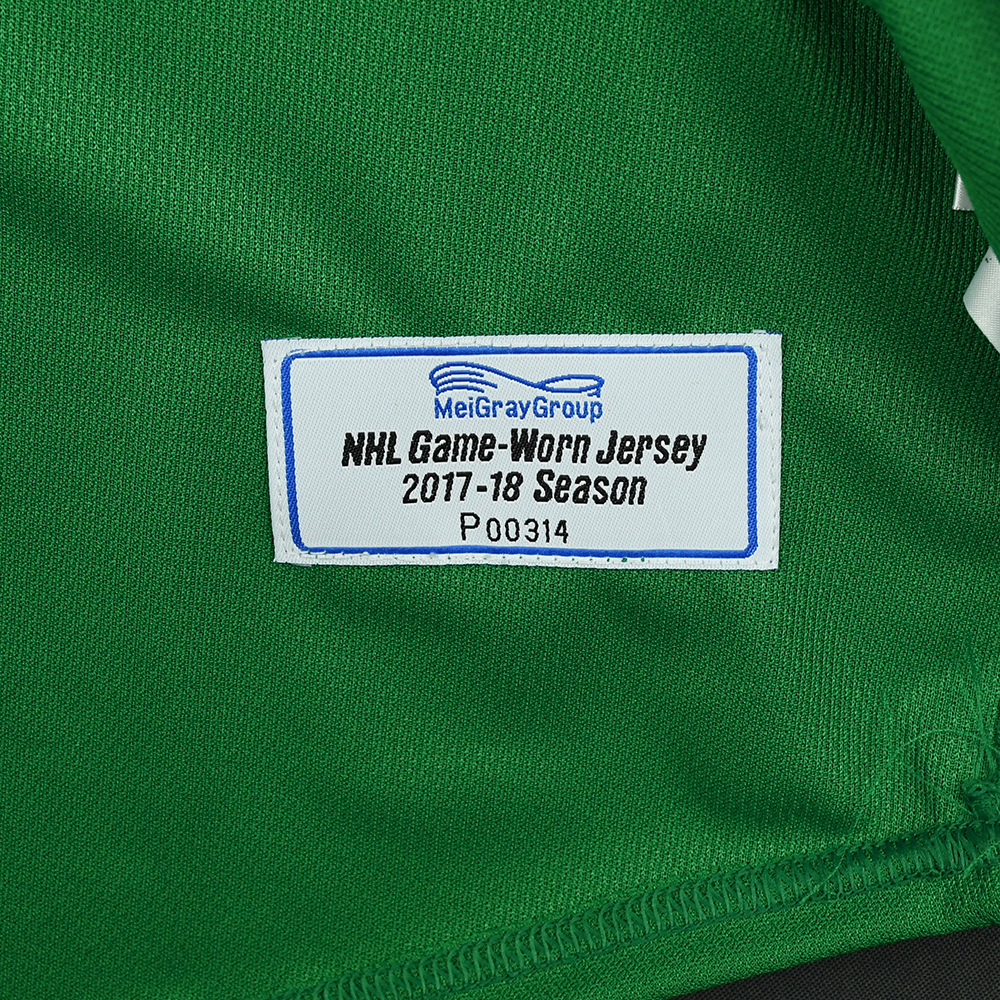 MeiGrayGroup
NHL Game-Worn Jersey
2017-18 Season
P00314